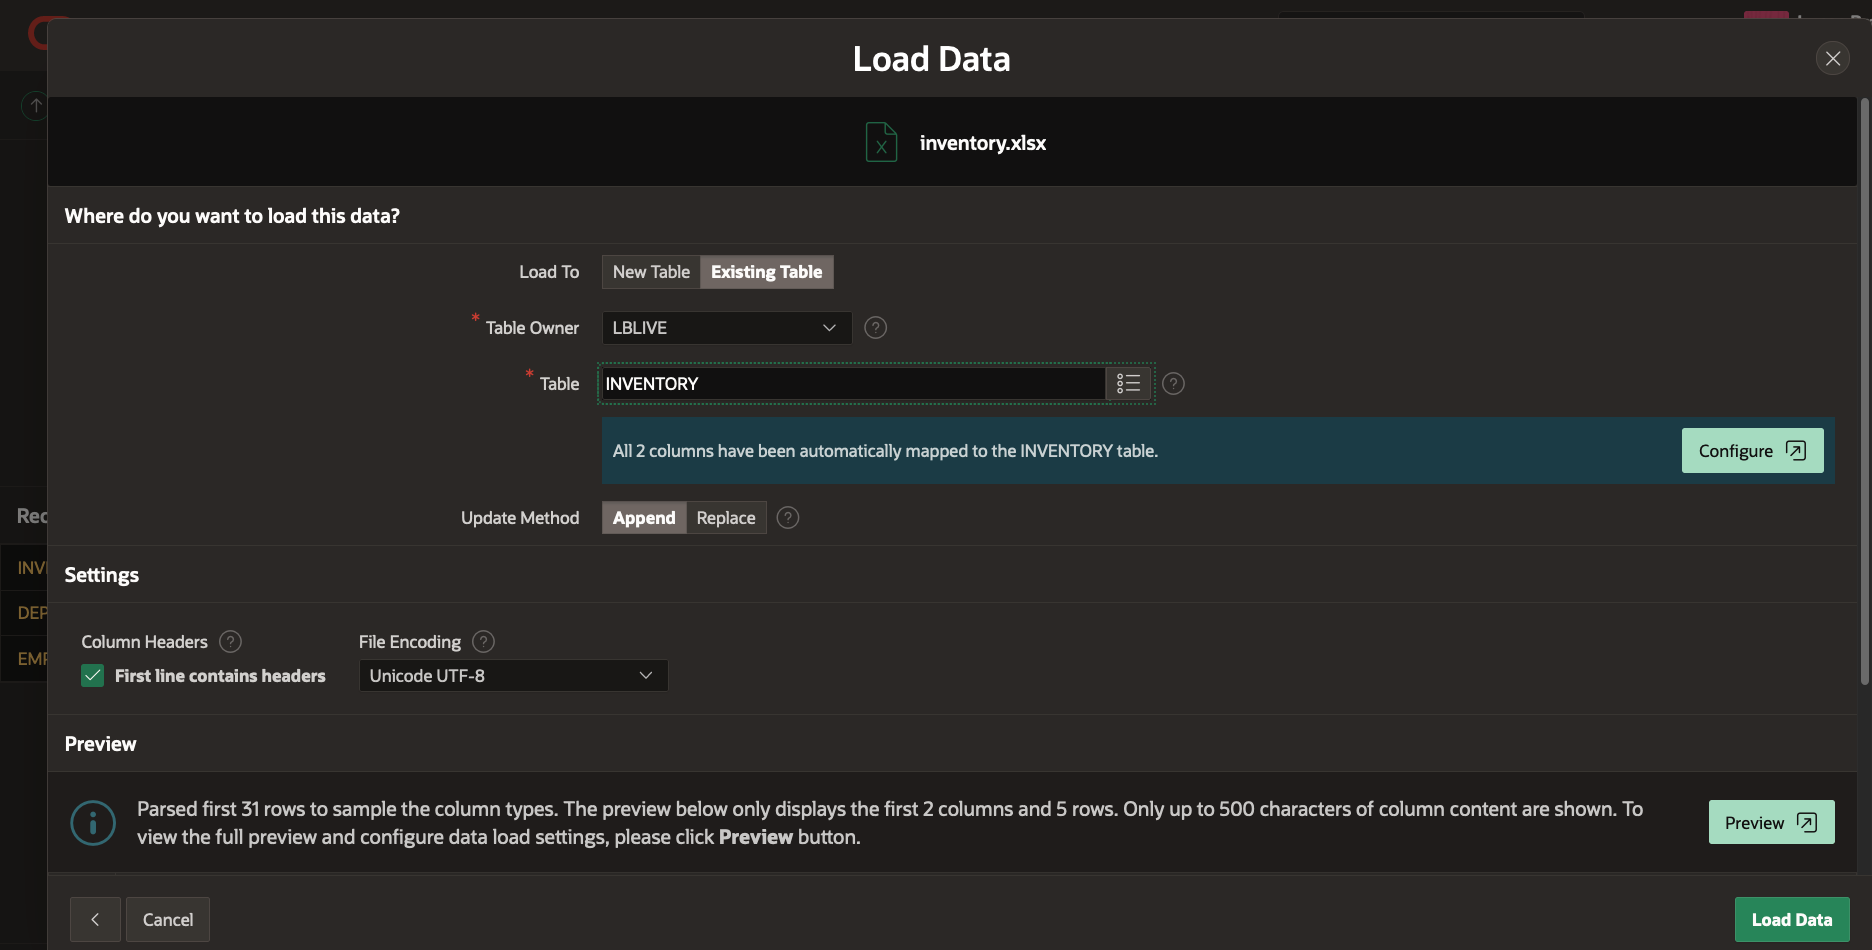 Load Data
inventory.xlsx
Where do you want to load this data?
Load To New Table Existing Table
* Table Owner LBLIVE ?
* Table INVENTORY ?
All 2 columns have been automatically mapped to the INVENTORY table. Configure
Update Method Append Replace ?
Settings
Column Headers ? File Encoding ?
First line contains headers Unicode UTF-8
Preview
Parsed first 31 rows to sample the column types. The preview below only displays the first 2 columns and 5 rows. Only up to 500 characters of column content are shown. To
view the full preview and configure data load settings, please click Preview button.
Preview
Cancel Load Data